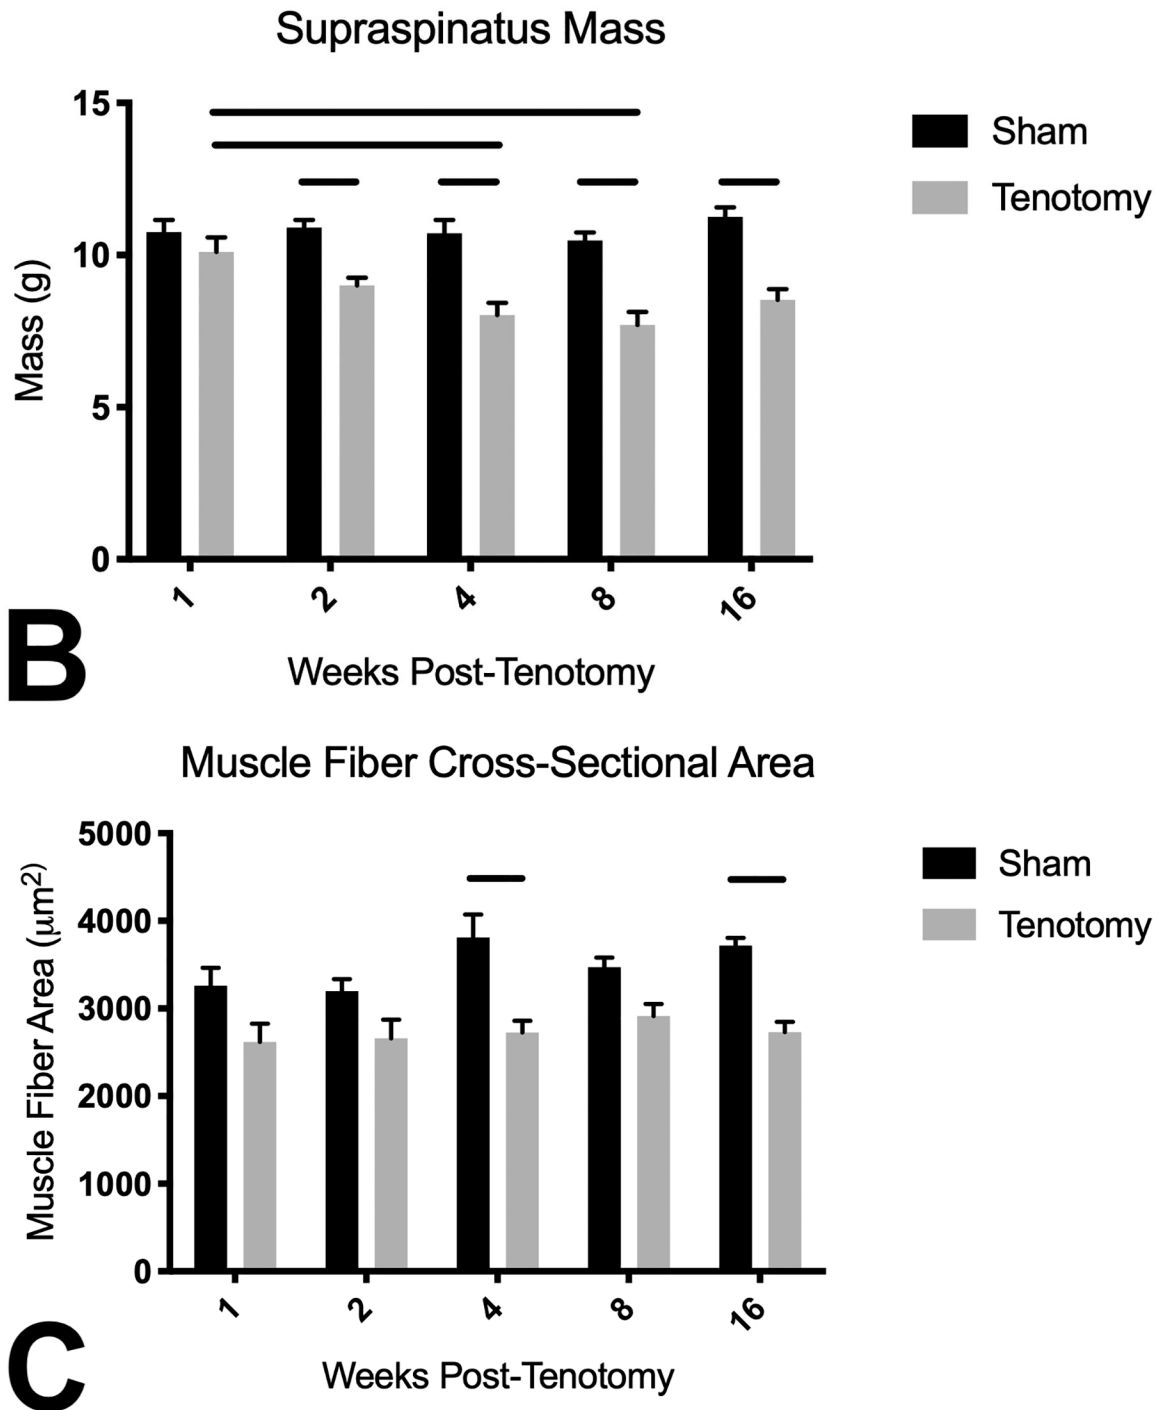 Supraspinatus Mass
15
10
5
0
Mass (g)
Sham
Tenotomy
1 2 4 8 16
Weeks Post-Tenotomy
B
Muscle Fiber Cross-Sectional Area
5000
4000
3000
2000
1000
0
Muscle Fiber Area (μm²)
Sham
Tenotomy
1 2 4 8 16
Weeks Post-Tenotomy
C